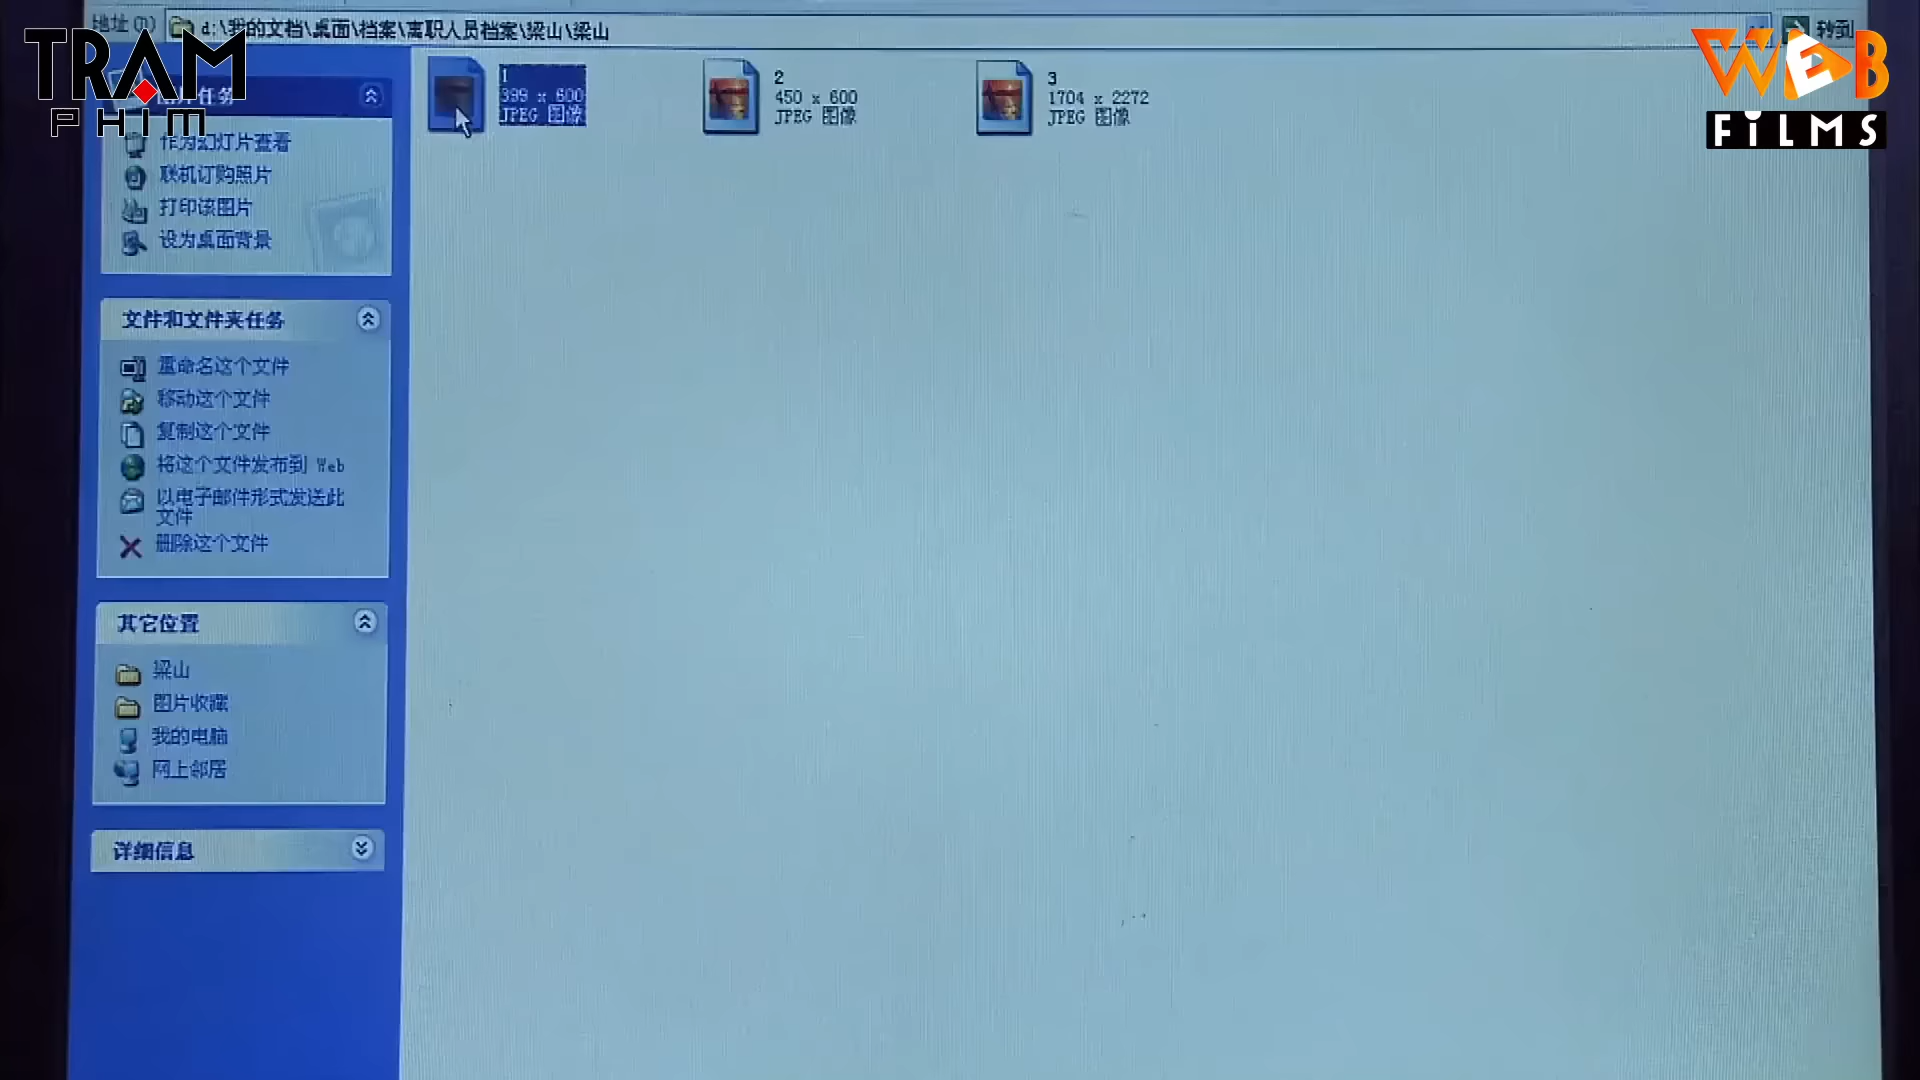 地址(D) d:\我的文档\桌面\档案\离职人员档案\梁山\梁山 转到
TRAM
PHIM
WEB
FILMS
图片任务
作为幻灯片查看
联机订购照片
打印该图片
设为桌面背景
文件和文件夹任务
重命名这个文件
移动这个文件
复制这个文件
将这个文件发布到 Web
以电子邮件形式发送此
文件
删除这个文件
其它位置
梁山
图片收藏
我的电脑
网上邻居
详细信息
1
399 x 600
JPEG 图像
2
450 x 600
JPEG 图像
3
1704 x 2272
JPEG 图像